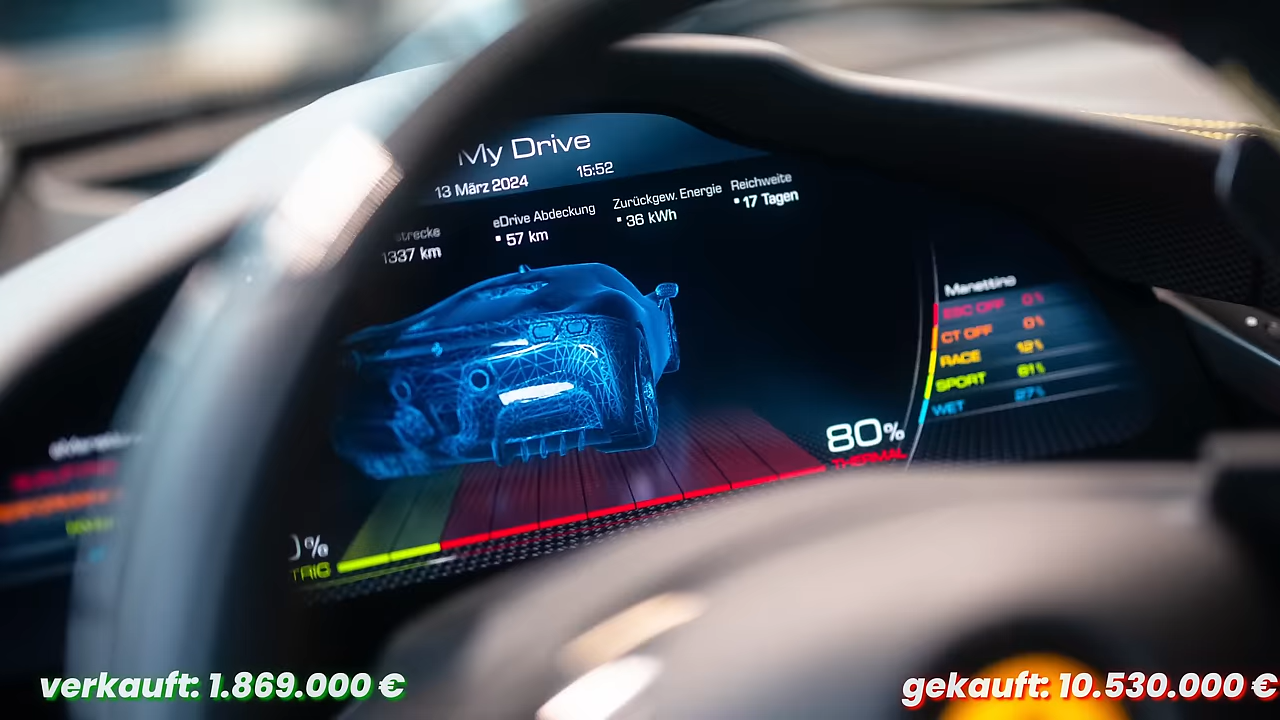 My Drive
13 März 2024 15:52
strecke
1337 km
eDrive Abdeckung
57 km
Zurückgew. Energie
36 kWh
Reichweite
17 Tagen
Manettino
ESC OFF 0%
CT OFF 0%
RACE 12%
SPORT 61%
WET 27%
80%
THERMAL
%
TRIC
verkauft: 1.869.000 €
gekauft: 10.530.000 €